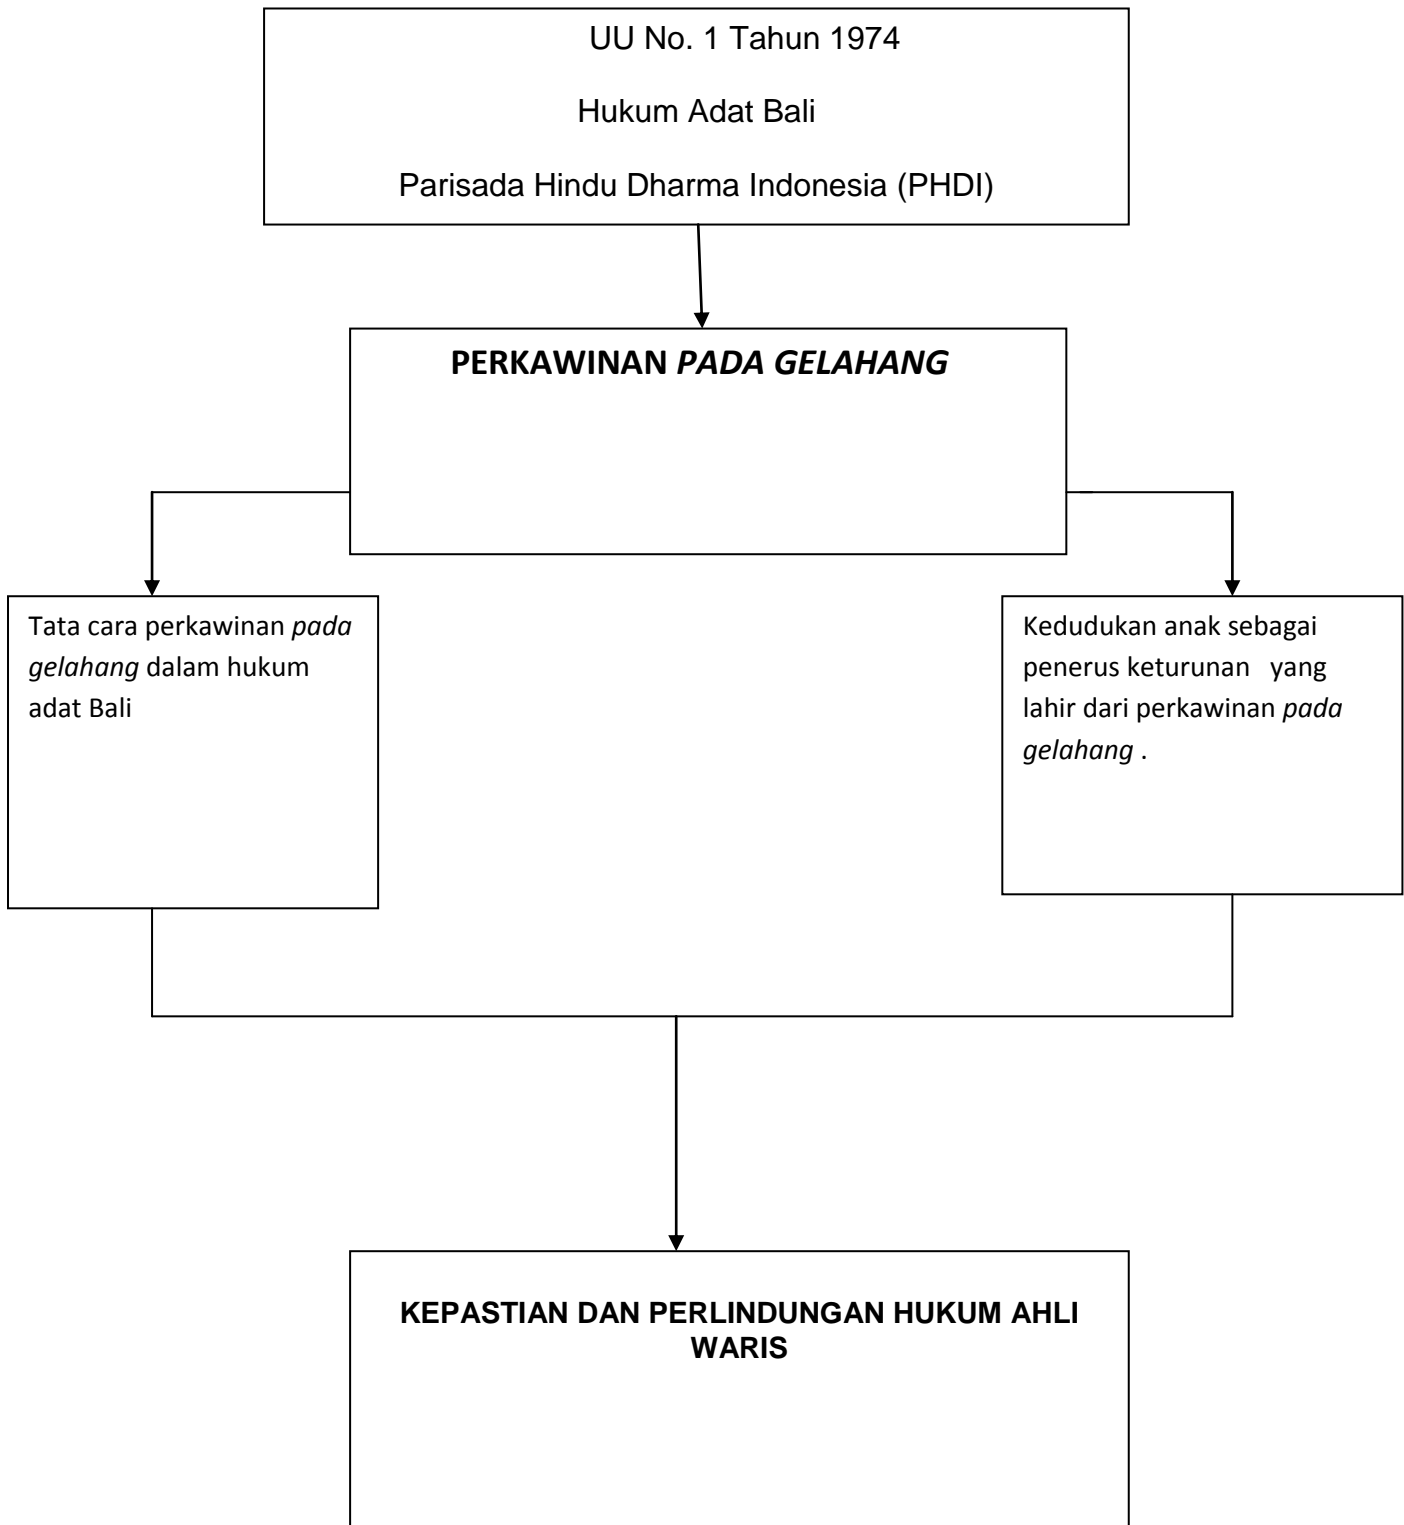 UU No. 1 Tahun 1974
Hukum Adat Bali
Parisada Hindu Dharma Indonesia (PHDI)
PERKAWINAN PADA GELAHANG
Tata cara perkawinan pada
gelahang dalam hukum
adat Bali
Kedudukan anak sebagai
penerus keturunan yang
lahir dari perkawinan pada
gelahang .
KEPASTIAN DAN PERLINDUNGAN HUKUM AHLI
WARIS